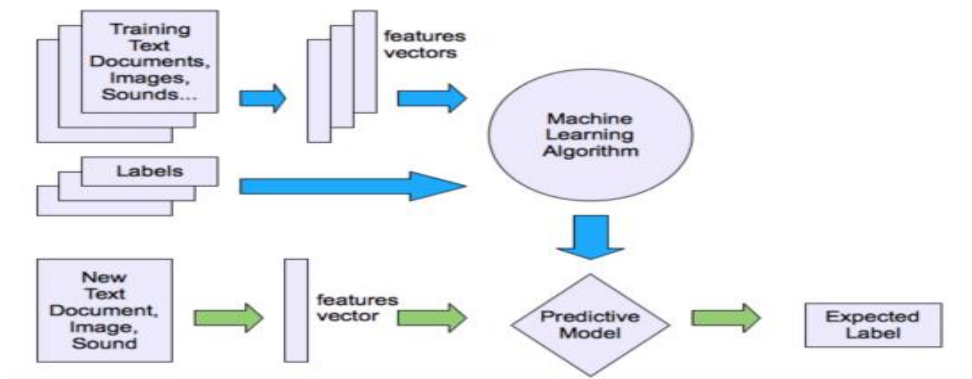 Training
Text
Documents,
Images,
Sounds...
features
vectors
Machine
Learning
Algorithm
Labels
New
Text
Document,
Image,
Sound
features
vector
Predictive
Model
Expected
Label